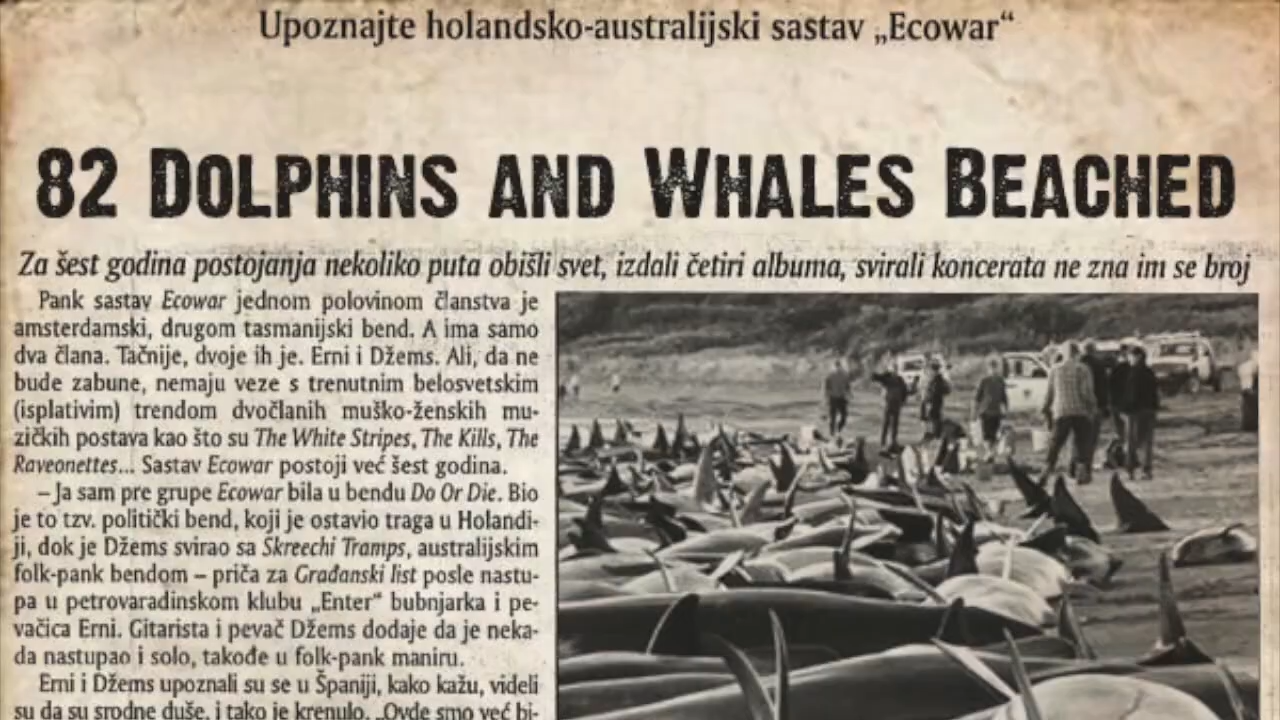 Upoznajte holandsko-australijski sastav „Ecowar“
82 DOLPHINS AND WHALES BEACHED
Za šest godina postojanja nekoliko puta obišli svet, izdali četiri albuma, svirali koncerata ne zna im se broj
Pank sastav Ecowar jednom polovinom članstva je
amsterdamski, drugom tasmanijski bend. A ima samo
dva člana. Tačnije, dvoje ih je. Erni i Džems. Ali, da ne
bude zabune, nemaju veze s trenutnim belosvetskim
(isplativim) trendom dvočlanih muško-ženskih mu-
zičkih postava kao što su The White Stripes, The Kills, The
Raveonettes... Sastav Ecowar postoji već šest godina.
– Ja sam pre grupe Ecowar bila u bendu Do Or Die. Bio
je to tzv. politički bend, koji je ostavio traga u Holandi-
ji, dok je Džems svirao sa Skreechi Tramps, australijskim
folk-pank bendom – priča za Građanski list posle nastu-
pa u petrovaradinskom klubu „Enter“ bubnjarka i pe-
vačica Erni. Gitarista i pevač Džems dodaje da je neka-
da nastupao i solo, takođe u folk-pank maniru.
Erni i Džems upoznali su se u Španiji, kako kažu, videli
su da su srodne duše, i tako je krenulo. „Ovde smo već bi-